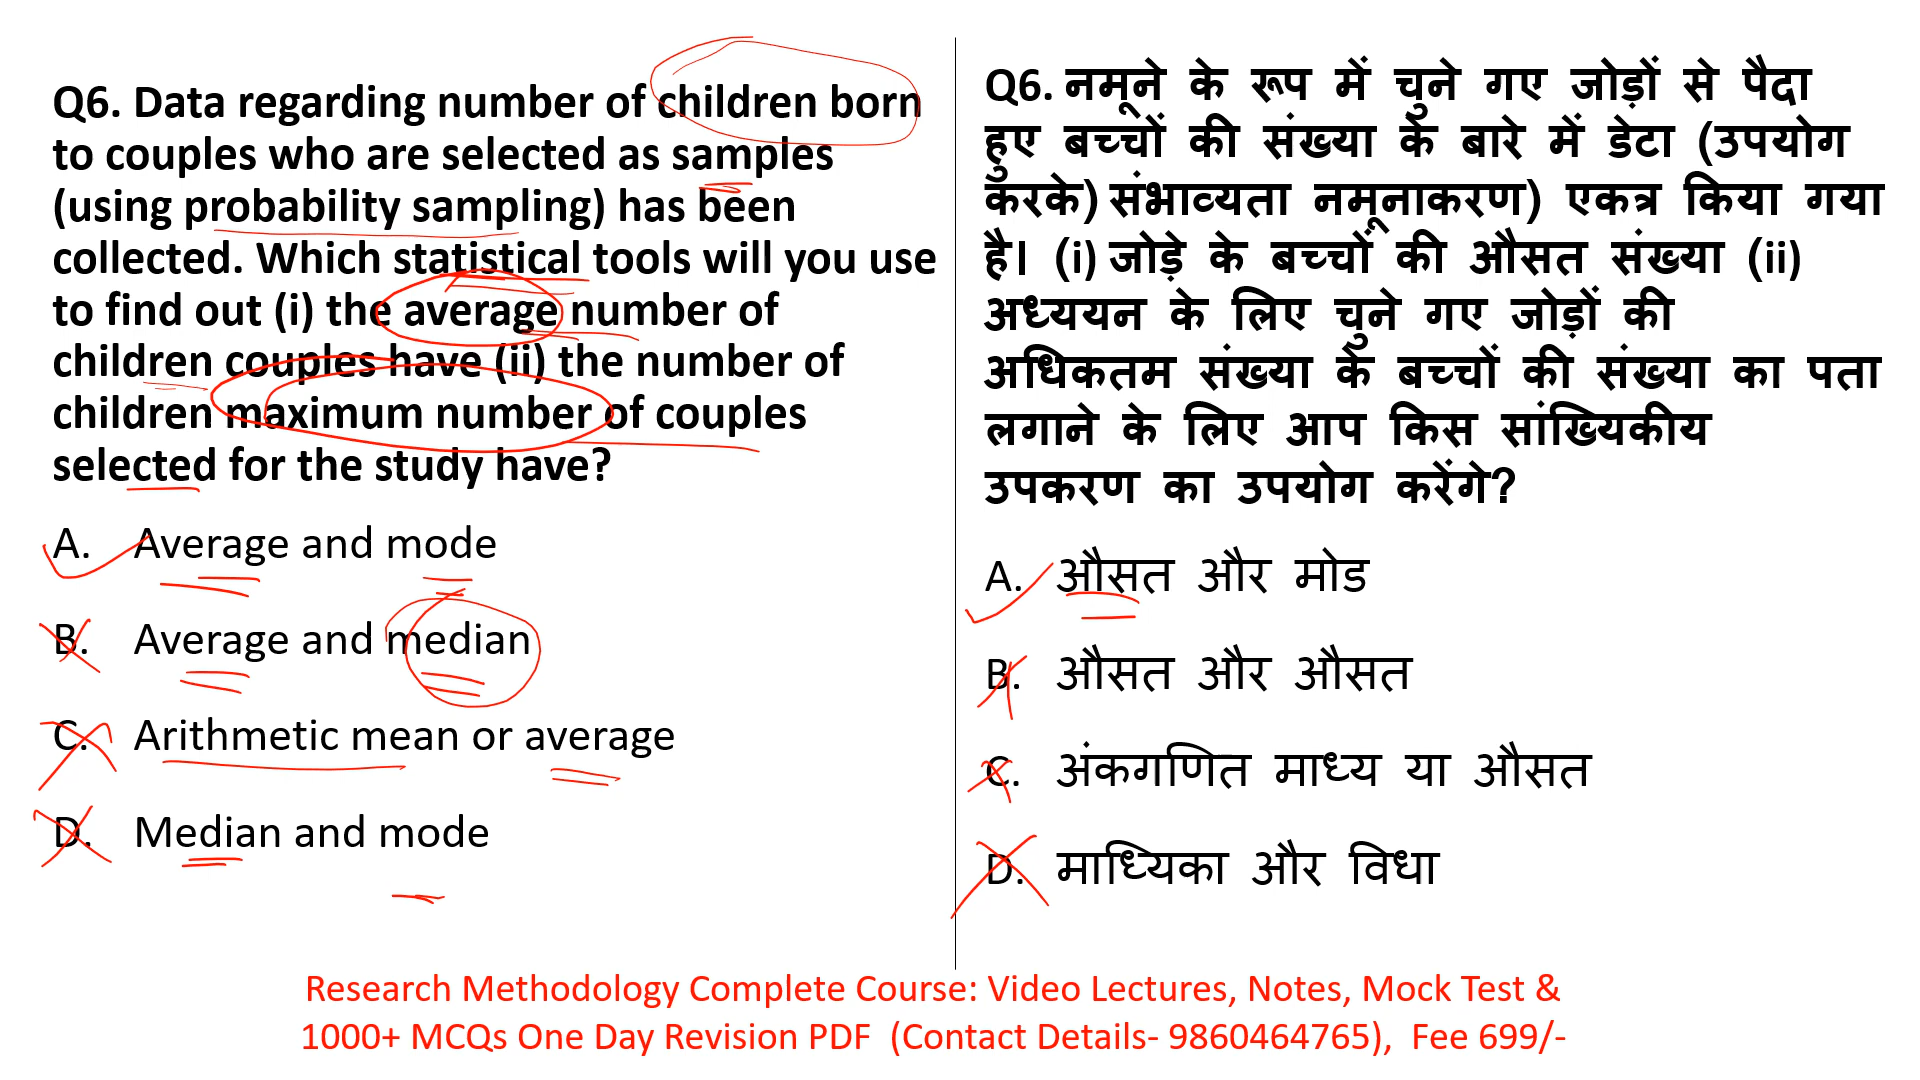 Q6. Data regarding number of children born
to couples who are selected as samples
(using probability sampling) has been
collected. Which statistical tools will you use
to find out (i) the average number of
children couples have (ii) the number of
children maximum number of couples
selected for the study have?
A. Average and mode
B. Average and median
C. Arithmetic mean or average
D. Median and mode
Q6. नमूने के रूप में चुने गए जोड़ों से पैदा
हुए बच्चों की संख्या के बारे में डेटा (उपयोग
करके) संभाव्यता नमूनाकरण) एकत्र किया गया
है। (i) जोड़े के बच्चों की औसत संख्या (ii)
अध्ययन के लिए चुने गए जोड़ों की
अधिकतम संख्या के बच्चों की संख्या का पता
लगाने के लिए आप किस सांख्यिकीय
उपकरण का उपयोग करेंगे?
A. औसत और मोड
B. औसत और औसत
C. अंकगणित माध्य या औसत
D. माध्यिका और विधा
Research Methodology Complete Course: Video Lectures, Notes, Mock Test &
1000+ MCQs One Day Revision PDF (Contact Details- 9860464765), Fee 699/-